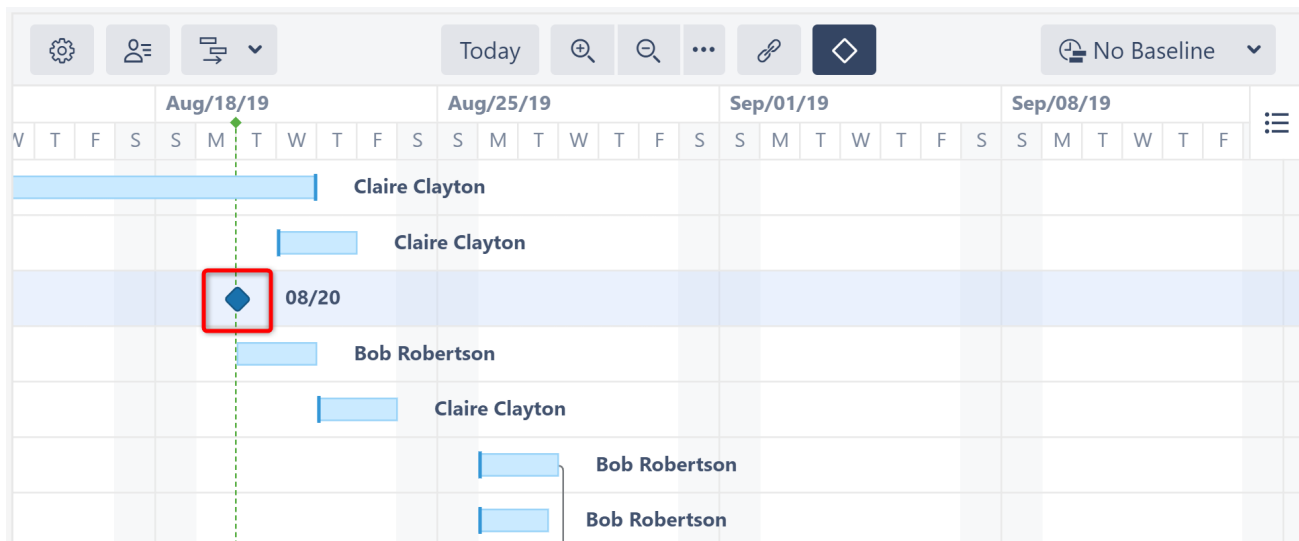 Today ••• No Baseline
Aug/18/19 Aug/25/19 Sep/01/19 Sep/08/19
W T F S S M T W T F S S M T W T F S S M T W T F S S M T W T F
Claire Clayton
Claire Clayton
08/20
Bob Robertson
Claire Clayton
Bob Robertson
Bob Robertson